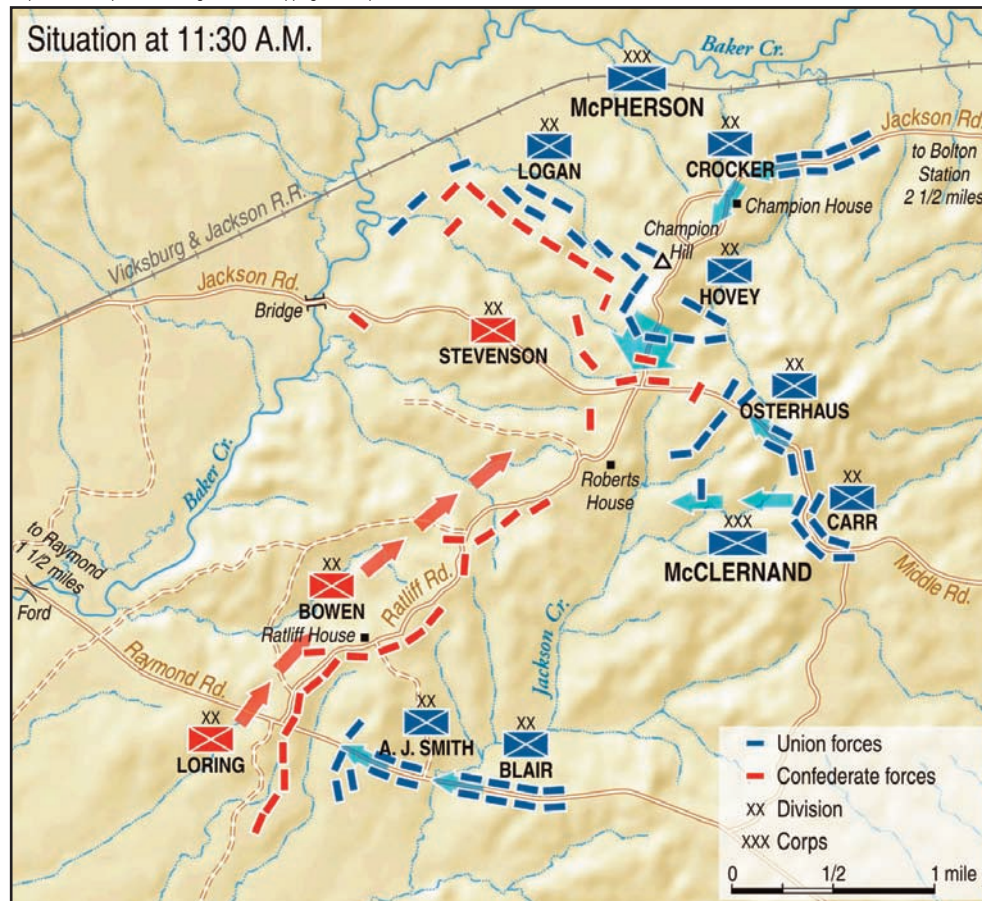 Situation at 11:30 A.M.
Baker Cr.
XXX
McPHERSON
XX
LOGAN
XX
CROCKER
Jackson Rd.
to Bolton
Station
2 1/2 miles
Champion House
Vicksburg & Jackson R.R.
Champion
Hill
XX
HOVEY
Jackson Rd.
Bridge
XX
STEVENSON
XX
OSTERHAUS
Baker Cr.
Roberts
House
XX
CARR
to Raymond
1 1/2 miles
XXX
McCLERNAND
Middle Rd.
XX
BOWEN
Ratliff Rd.
Ford
Ratliff House
Jackson Cr.
Raymond Rd.
XX
LORING
XX
A. J. SMITH
XX
BLAIR
Union forces
Confederate forces
XX Division
XXX Corps
0 1/2 1 mile